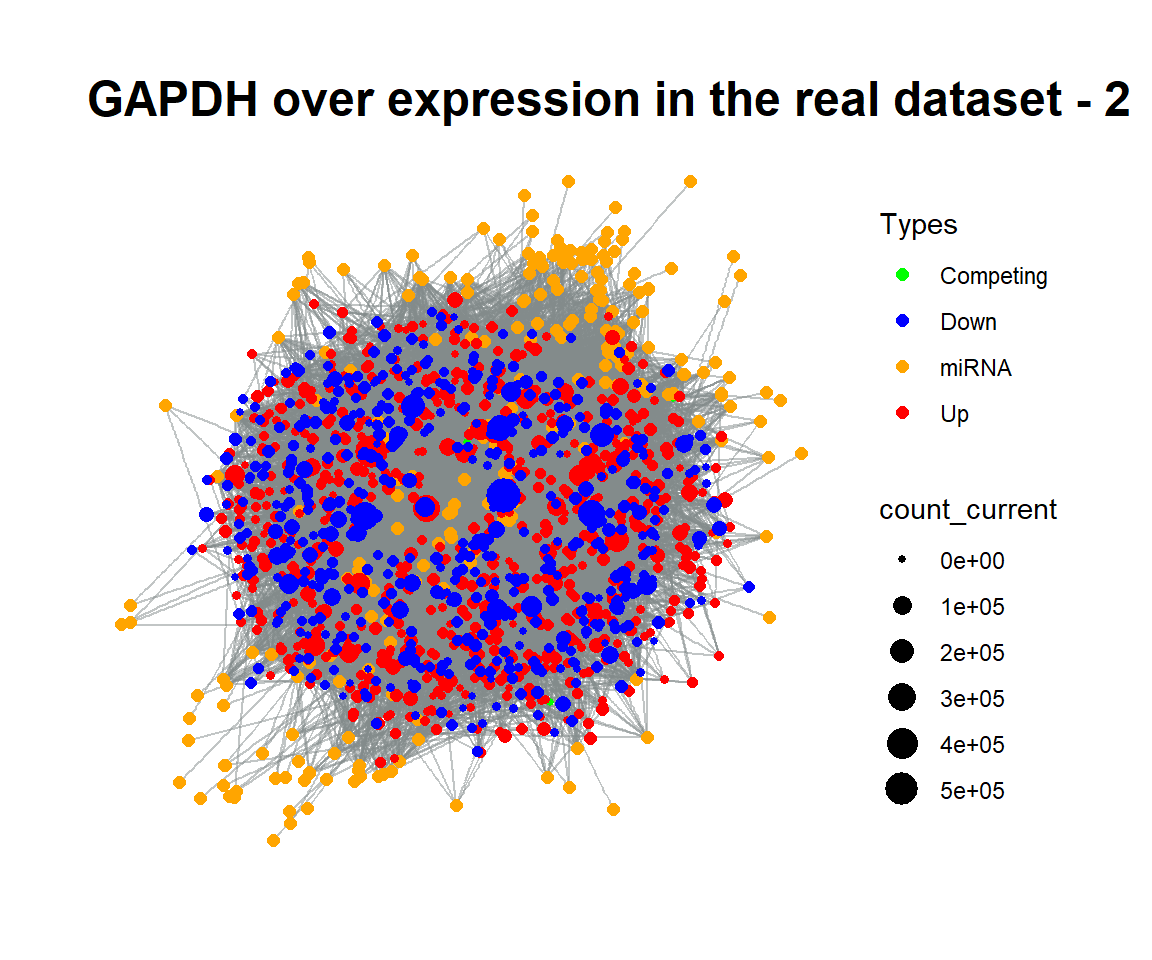 GAPDH over expression in the real dataset - 2
Types
Competing
Down
miRNA
Up
count_current
0e+00
1e+05
2e+05
3e+05
4e+05
5e+05